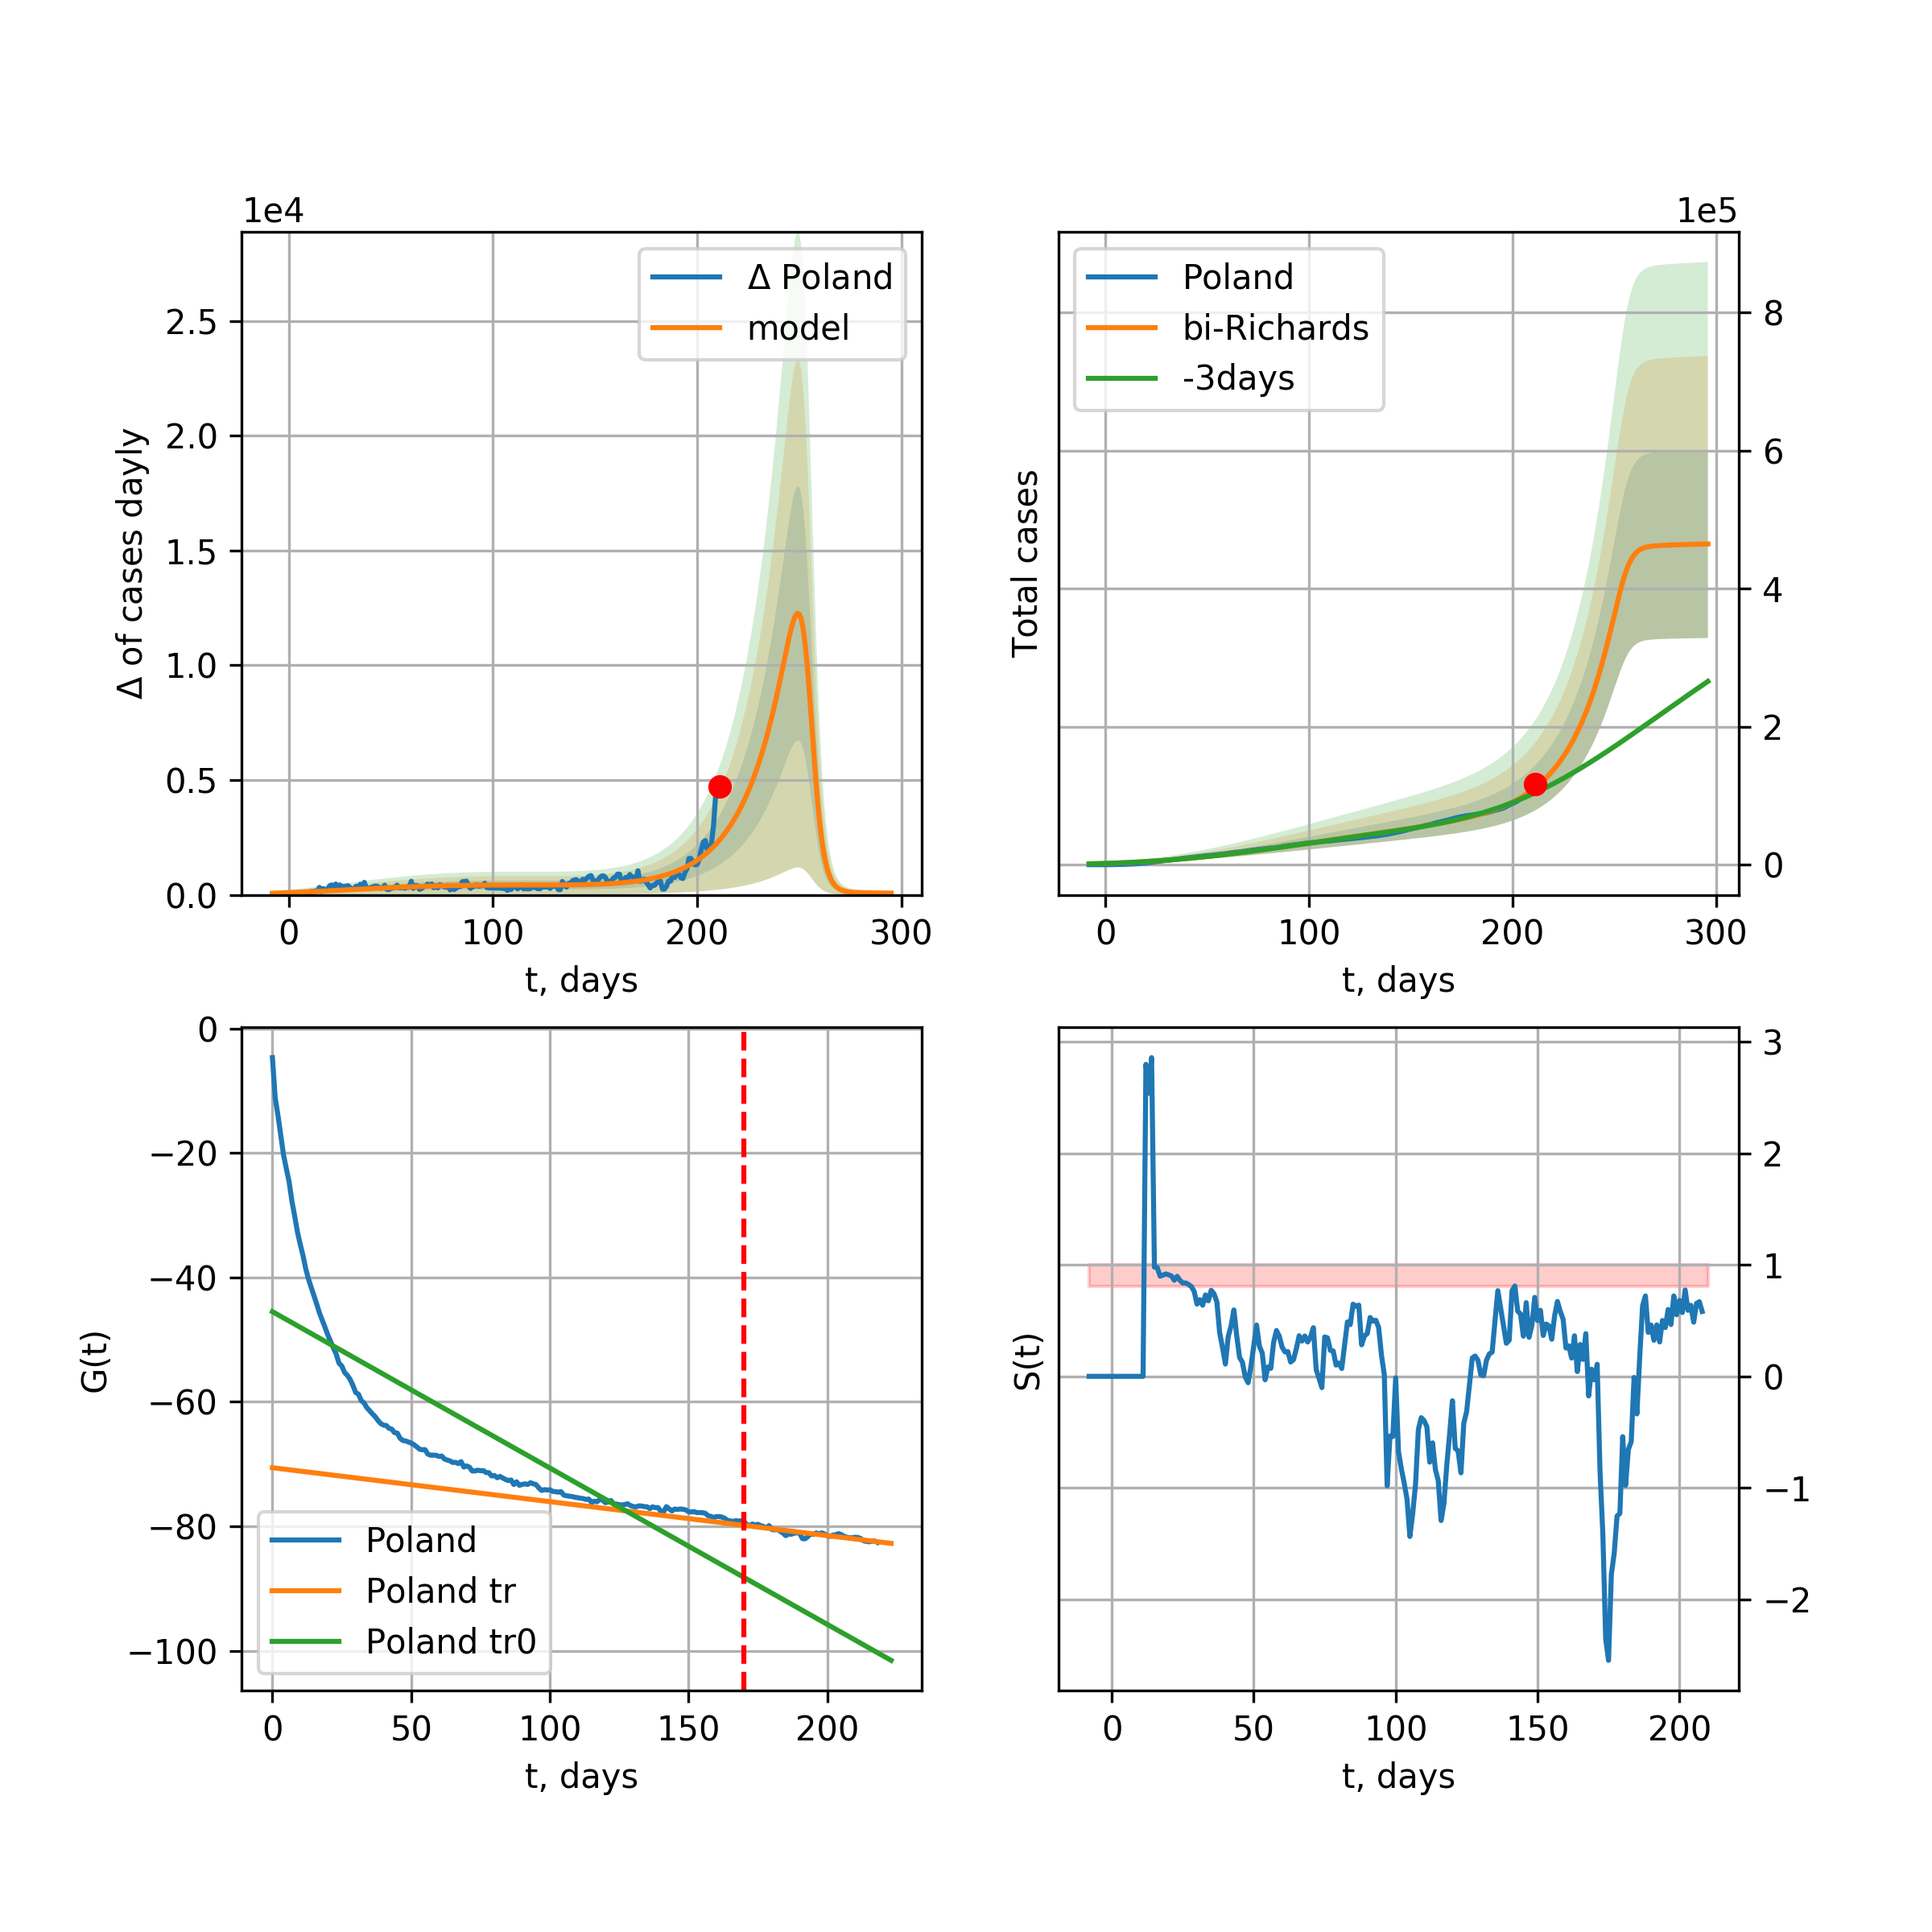 1e4
Δ of cases dayly
2.5
2.0
1.5
1.0
0.5
0.0
0 100 200 300
t, days
Δ Poland
model
1e5
Total cases
8
6
4
2
0
0 100 200 300
t, days
Poland
bi-Richards
-3days
G(t)
0
−20
−40
−60
−80
−100
0 50 100 150 200
t, days
Poland
Poland tr
Poland tr0
S(t)
3
2
1
0
−1
−2
0 50 100 150 200
t, days